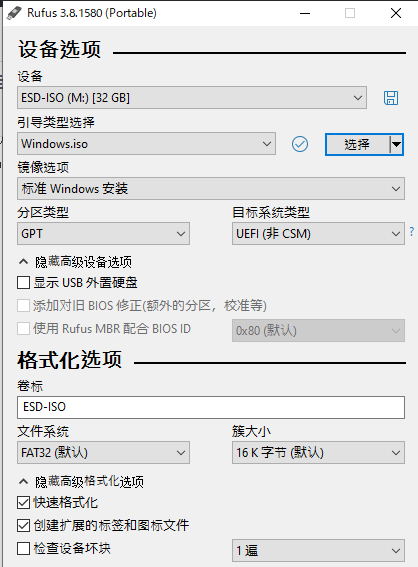 Rufus 3.8.1580 (Portable)
设备选项
设备
ESD-ISO (M:) [32 GB]
引导类型选择
Windows.iso
选择
镜像选项
标准 Windows 安装
分区类型
目标系统类型
GPT
UEFI (非 CSM)
?
隐藏高级设备选项
显示 USB 外置硬盘
添加对旧 BIOS 修正(额外的分区，校准等)
使用 Rufus MBR 配合 BIOS ID
0x80 (默认)
格式化选项
卷标
ESD-ISO
文件系统
簇大小
FAT32 (默认)
16 K 字节 (默认)
隐藏高级格式化选项
快速格式化
创建扩展的标签和图标文件
检查设备坏块
1 遍